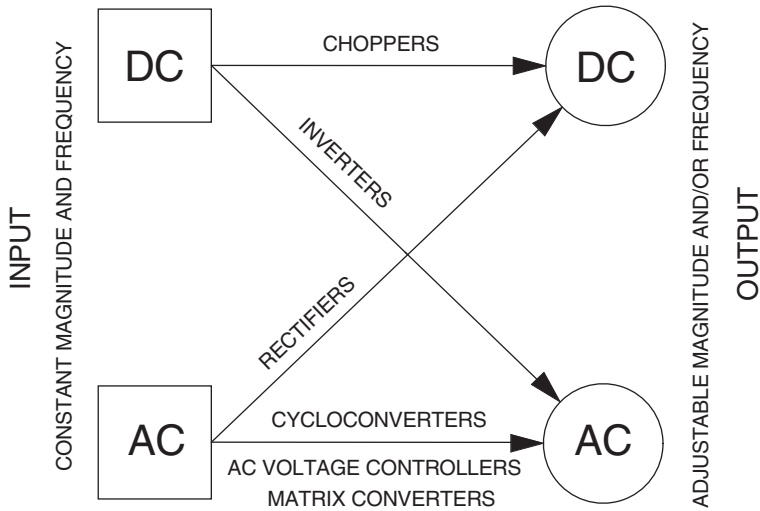 INPUT
CONSTANT MAGNITUDE AND FREQUENCY
DC
CHOPPERS
DC
INVERTERS
RECTIFIERS
AC
CYCLOCONVERTERS
AC VOLTAGE CONTROLLERS
MATRIX CONVERTERS
AC
ADJUSTABLE MAGNITUDE AND/OR FREQUENCY
OUTPUT